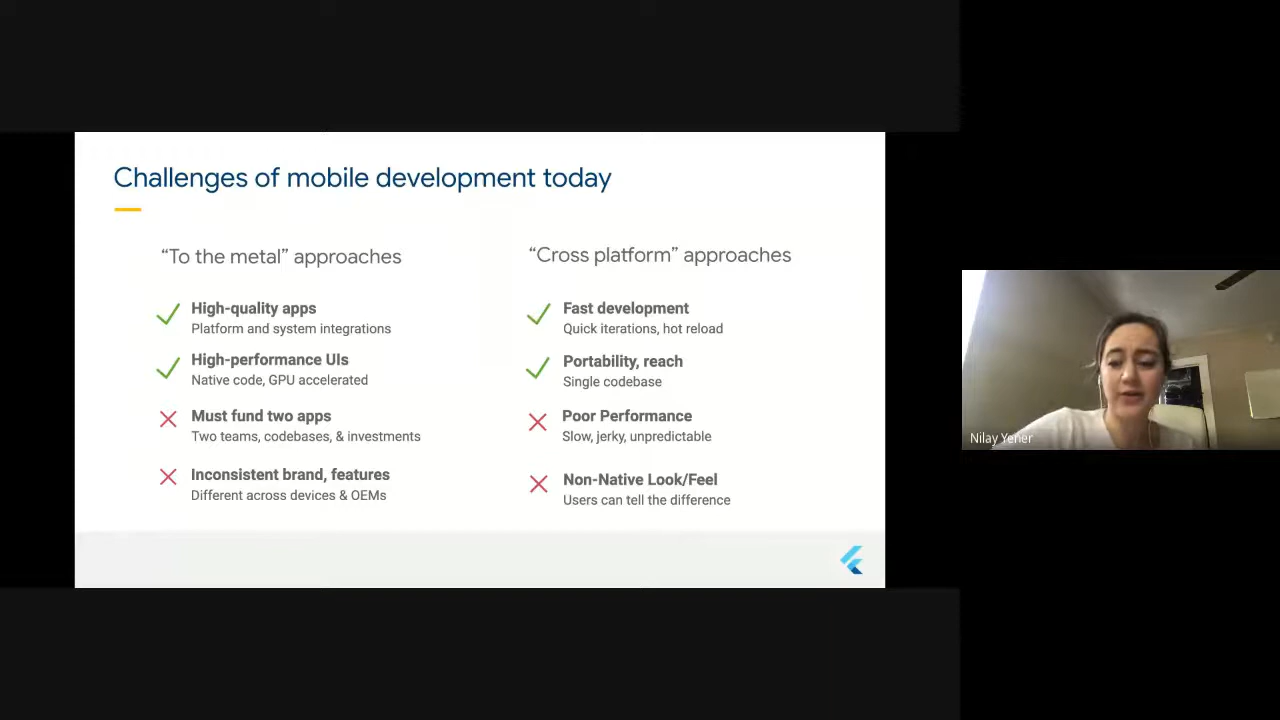 Challenges of mobile development today
“To the metal” approaches
High-quality apps
Platform and system integrations
High-performance UIs
Native code, GPU accelerated
Must fund two apps
Two teams, codebases, & investments
Inconsistent brand, features
Different across devices & OEMs
“Cross platform” approaches
Fast development
Quick iterations, hot reload
Portability, reach
Single codebase
Poor Performance
Slow, jerky, unpredictable
Non-Native Look/Feel
Users can tell the difference
Nilay Yener